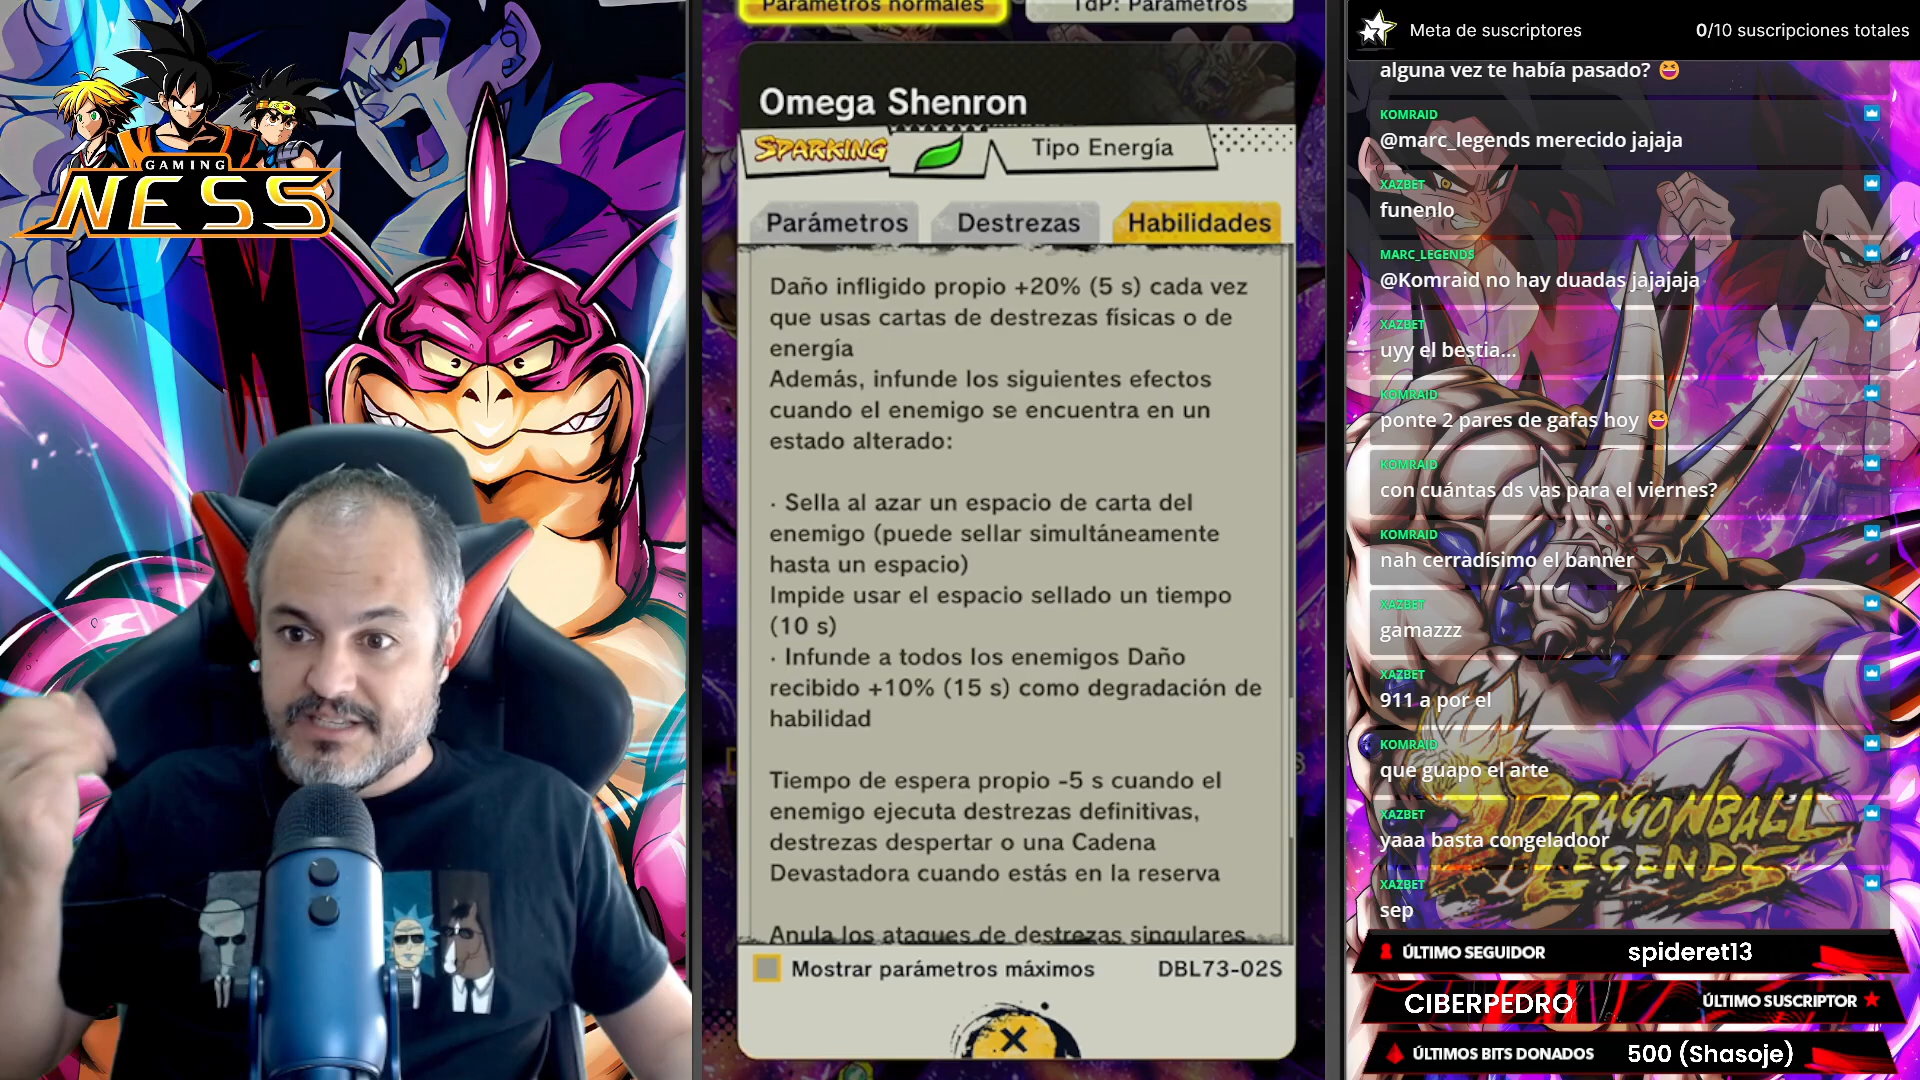 GAMING
NESS
Parámetros normales
TdP: Parámetros
Omega Shenron
SPARKING
Tipo Energía
Parámetros
Destrezas
Habilidades
Daño infligido propio +20% (5 s) cada vez
que usas cartas de destrezas físicas o de
energía
Además, infunde los siguientes efectos
cuando el enemigo se encuentra en un
estado alterado:
· Sella al azar un espacio de carta del
enemigo (puede sellar simultáneamente
hasta un espacio)
Impide usar el espacio sellado un tiempo
(10 s)
· Infunde a todos los enemigos Daño
recibido +10% (15 s) como degradación de
habilidad
Tiempo de espera propio -5 s cuando el
enemigo ejecuta destrezas definitivas,
destrezas despertar o una Cadena
Devastadora cuando estás en la reserva
Anula los ataques de destrezas singulares
Mostrar parámetros máximos
DBL73-02S
Meta de suscriptores
0/10 suscripciones totales
alguna vez te había pasado? 😆
KOMRAID
@marc_legends merecido jajaja
XAZBET
funenlo
MARC_LEGENDS
@Komraid no hay duadas jajajaja
XAZBET
uyy el bestia...
KOMRAID
ponte 2 pares de gafas hoy 😆
KOMRAID
con cuántas ds vas para el viernes?
KOMRAID
nah cerradísimo el banner
XAZBET
gamazzz
XAZBET
911 a por el
KOMRAID
que guapo el arte
XAZBET
yaaa basta congeladoor
XAZBET
sep
DRAGONBALL
LEGENDS
ÚLTIMO SEGUIDOR
spideret13
CIBERPEDRO
ÚLTIMO SUSCRIPTOR
ÚLTIMOS BITS DONADOS
500 (Shasoje)